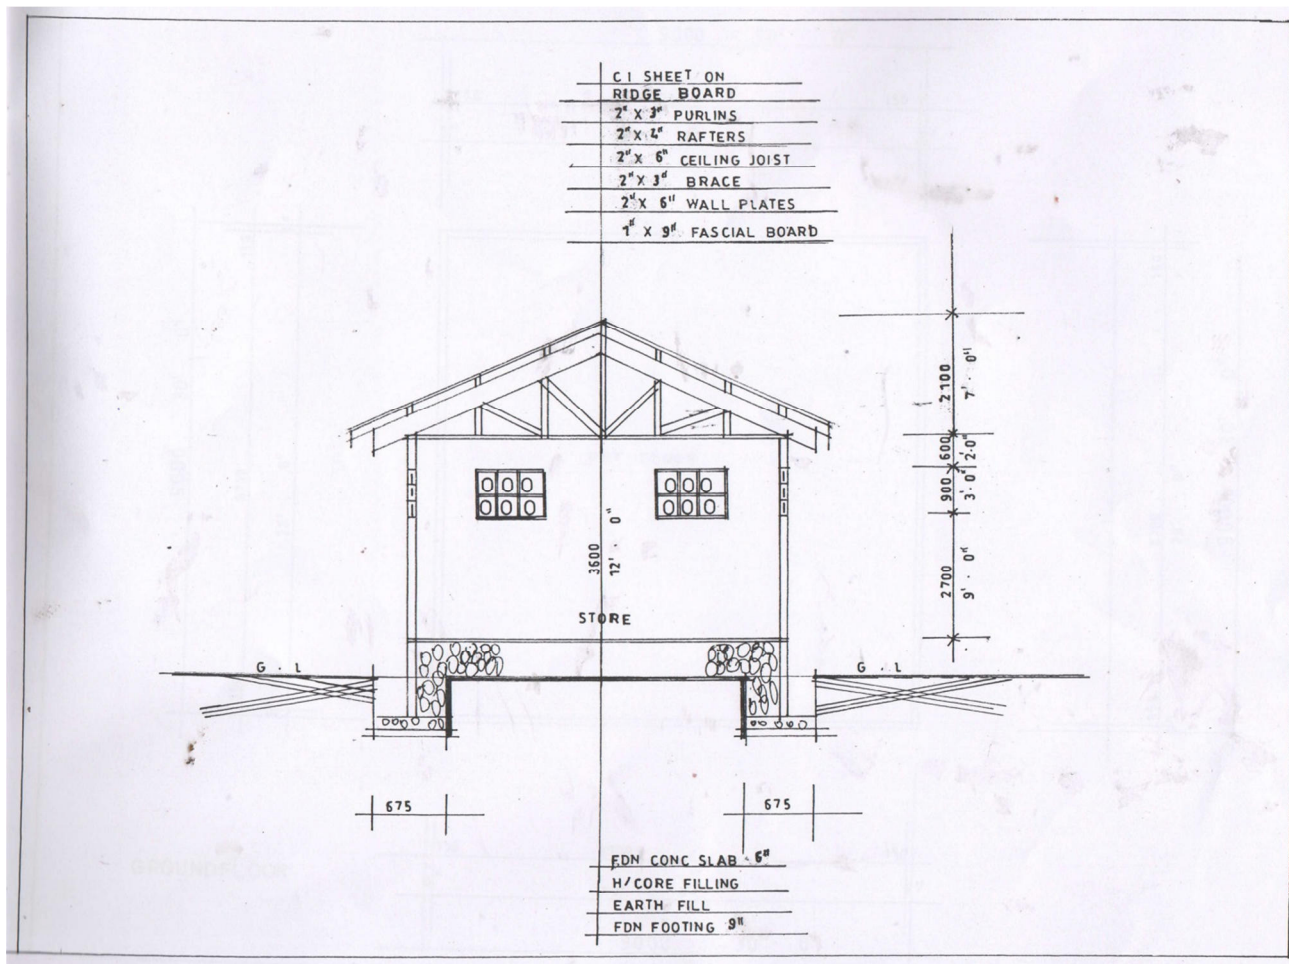 C I SHEET ON
RIDGE BOARD
2" X 3" PURLINS
2" X 4" RAFTERS
2" X 6" CEILING JOIST
2" X 3" BRACE
2" X 6" WALL PLATES
1" X 9" FASCIAL BOARD
2100
7'. 0"
600
2'.0"
900
3'.0"
2700
9'. 0"
3600
12'. 0"
STORE
G . L
G . L
675
675
FDN CONC SLAB - 6"
H/CORE FILLING
EARTH FILL
FDN FOOTING 9"
GROUNDFLOOR